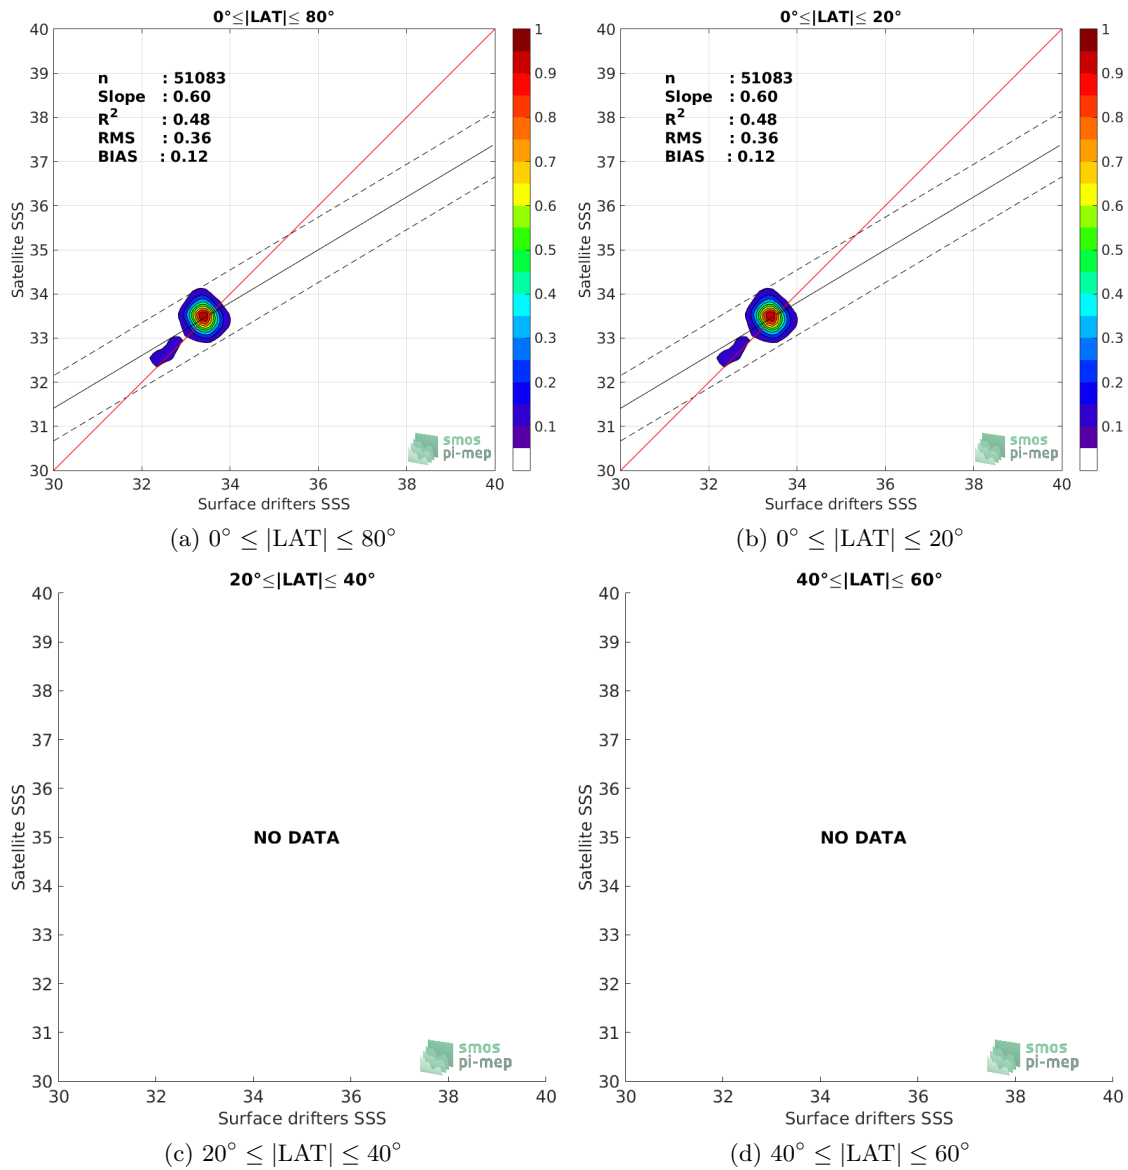 0°≤|LAT|≤ 80°
40
39
38
37
36
35
34
33
32
31
30
30 32 34 36 38 40
Satellite SSS
Surface drifters SSS
n : 51083
Slope : 0.60
R² : 0.48
RMS : 0.36
BIAS : 0.12
smos
pi-mep
1
0.9
0.8
0.7
0.6
0.5
0.4
0.3
0.2
0.1
(a) 0° ≤ |LAT| ≤ 80°
0°≤|LAT|≤ 20°
40
39
38
37
36
35
34
33
32
31
30
30 32 34 36 38 40
Satellite SSS
Surface drifters SSS
n : 51083
Slope : 0.60
R² : 0.48
RMS : 0.36
BIAS : 0.12
smos
pi-mep
1
0.9
0.8
0.7
0.6
0.5
0.4
0.3
0.2
0.1
(b) 0° ≤ |LAT| ≤ 20°
20°≤|LAT|≤ 40°
40
39
38
37
36
35
34
33
32
31
30
30 32 34 36 38 40
Satellite SSS
Surface drifters SSS
NO DATA
smos
pi-mep
(c) 20° ≤ |LAT| ≤ 40°
40°≤|LAT|≤ 60°
40
39
38
37
36
35
34
33
32
31
30
30 32 34 36 38 40
Satellite SSS
Surface drifters SSS
NO DATA
smos
pi-mep
(d) 40° ≤ |LAT| ≤ 60°